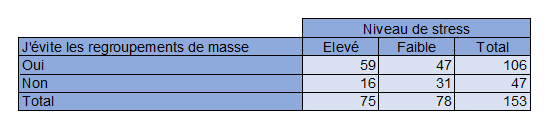 Niveau de stress
J'évite les regroupements de masse Elevé Faible Total
Oui 59 47 106
Non 16 31 47
Total 75 78 153